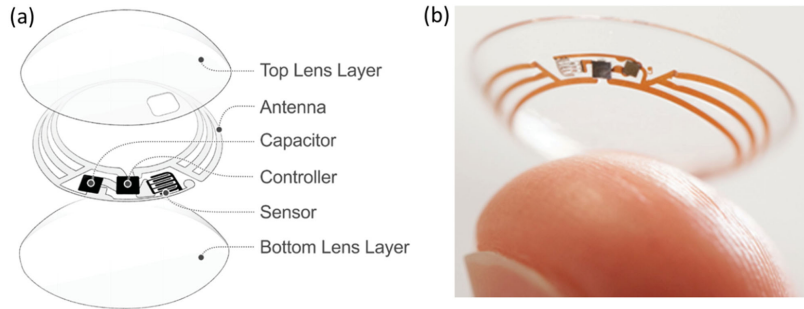 (a)
Top Lens Layer
Antenna
Capacitor
Controller
Sensor
Bottom Lens Layer
(b)